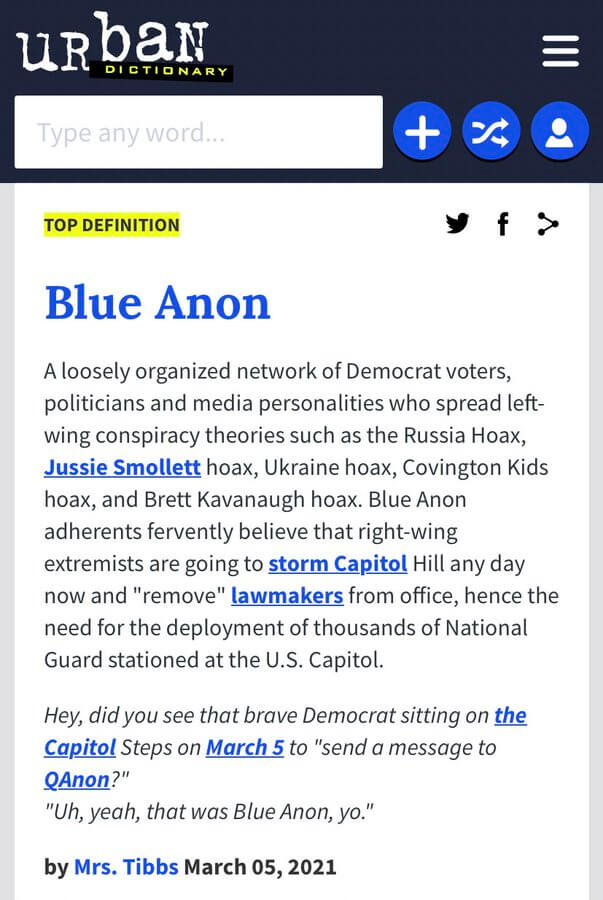 urban
DICTIONARY
Type any word...
TOP DEFINITION
Blue Anon
A loosely organized network of Democrat voters,
politicians and media personalities who spread left-
wing conspiracy theories such as the Russia Hoax,
Jussie Smollett hoax, Ukraine hoax, Covington Kids
hoax, and Brett Kavanaugh hoax. Blue Anon
adherents fervently believe that right-wing
extremists are going to storm Capitol Hill any day
now and "remove" lawmakers from office, hence the
need for the deployment of thousands of National
Guard stationed at the U.S. Capitol.
Hey, did you see that brave Democrat sitting on the
Capitol Steps on March 5 to "send a message to
QAnon?"
"Uh, yeah, that was Blue Anon, yo."
by Mrs. Tibbs March 05, 2021